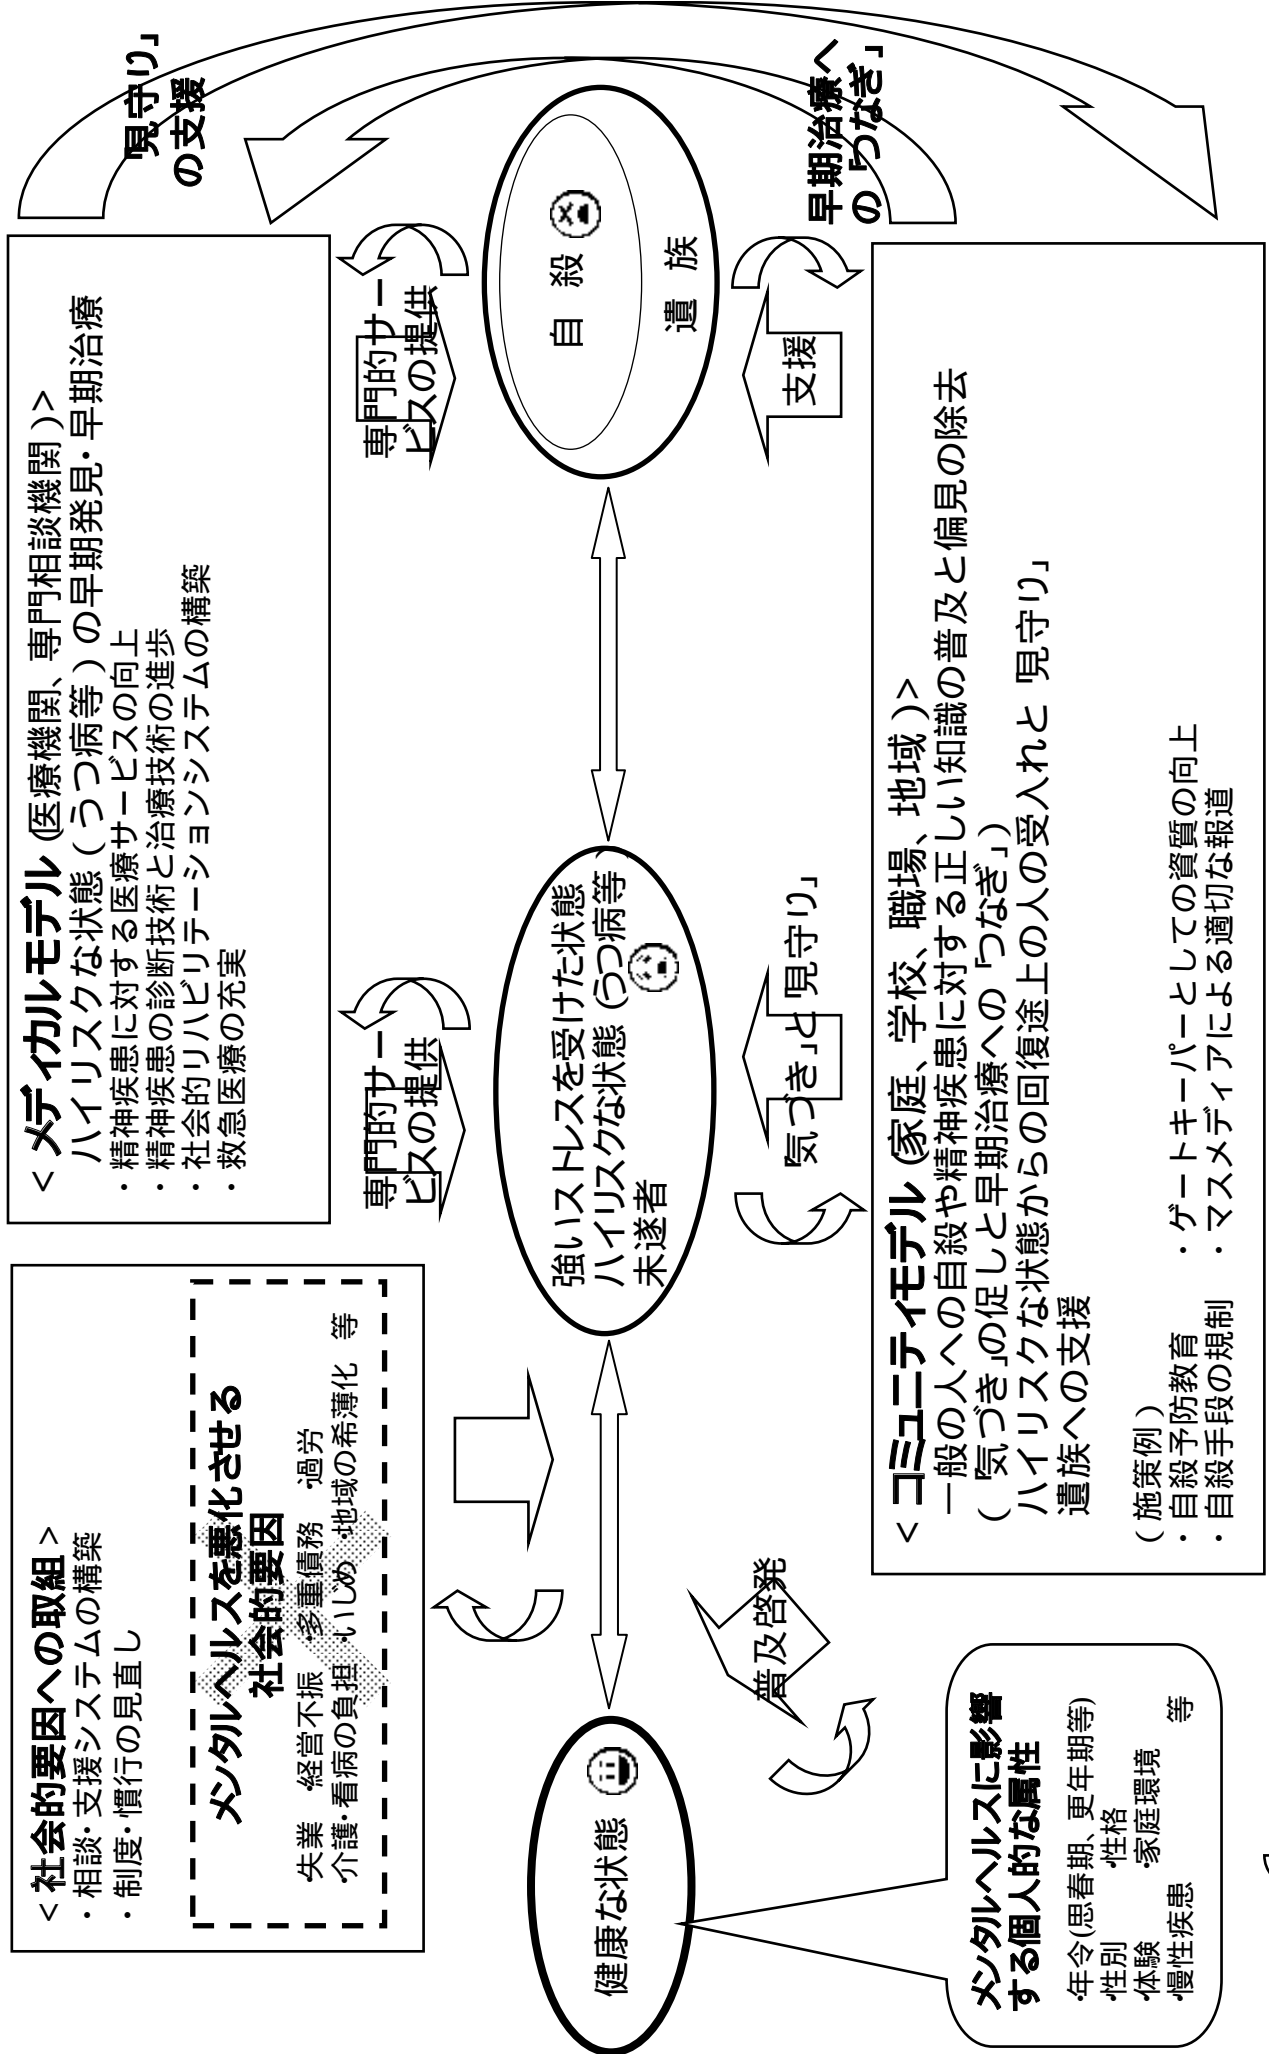 ＜社会的要因への取組＞
・相談・支援システムの構築
・制度・慣行の見直し
メンタルヘルスを悪化させる
社会的要因
・失業　・経営不振　・多重債務　・過労
・介護・看病の負担　・いじめ　・地域の希薄化　等
＜メディカルモデル（医療機関、専門相談機関）＞
ハイリスクな状態（うつ病等）の早期発見・早期治療
・精神疾患に対する医療サービスの向上
・精神疾患の診断技術と治療技術の進歩
・社会的リハビリテーションシステムの構築
・救急医療の充実
「見守り」
の支援
専門的サー
ビスの提供
専門的サー
ビスの提供
健康な状態
強いストレスを受けた状態
ハイリスクな状態（うつ病等）
未遂者
自　殺
遺　族
普及啓発
「気づき」と「見守り」
支援
早期治療へ
の「つなぎ」
メンタルヘルスに影響
する個人的な属性
・年令(思春期、更年期等)
・性別　・性格
・体験　・家庭環境
・慢性疾患　等
＜コミュニティモデル（家庭、学校、職場、地域）＞
一般の人への自殺や精神疾患に対する正しい知識の普及と偏見の除去
（「気づき」の促しと早期治療への「つなぎ」）
ハイリスクな状態からの回復途上の人の受入れと「見守り」
遺族への支援
（施策例）
・自殺予防教育　・ゲートキーパーとしての資質の向上
・自殺手段の規制　・マスメディアによる適切な報道